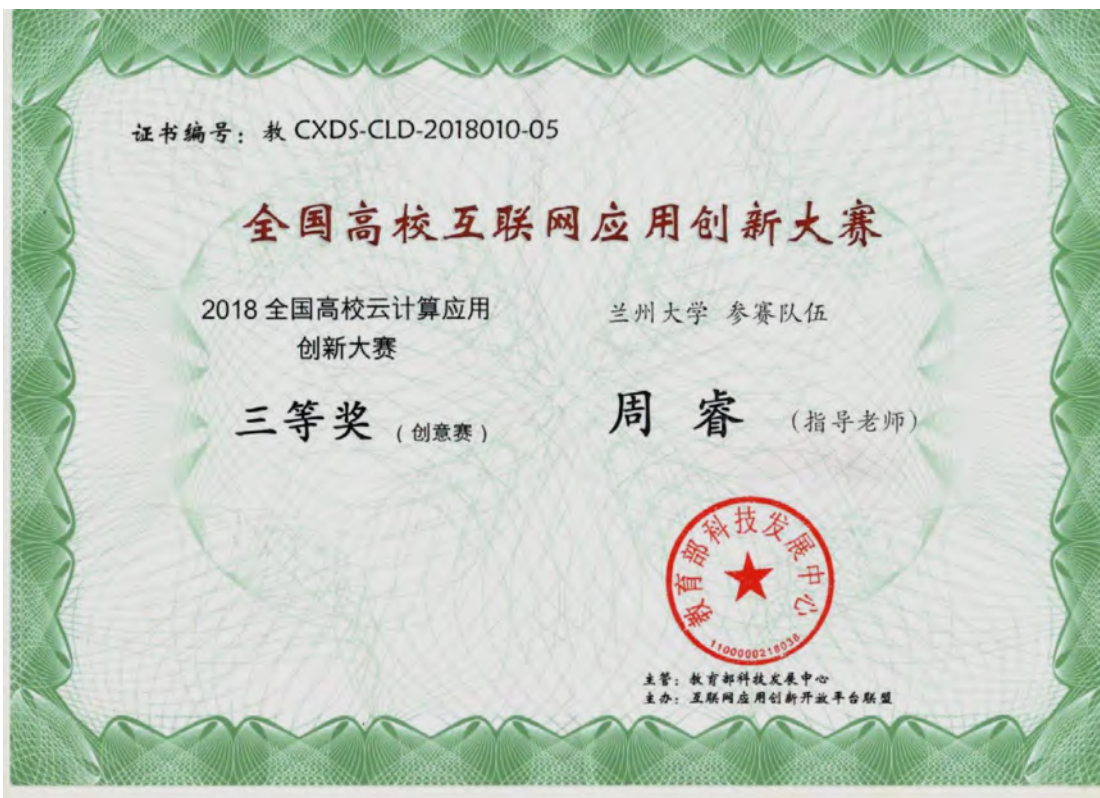 证书编号：教 CXDS-CLD-2018010-05
全国高校互联网应用创新大赛
2018 全国高校云计算应用
创新大赛
三等奖（创意赛）
兰州大学 参赛队伍
周 睿 （指导老师）
教育部科技发展中心
1100000218036
主管：教育部科技发展中心
主办：互联网应用创新开放平台联盟